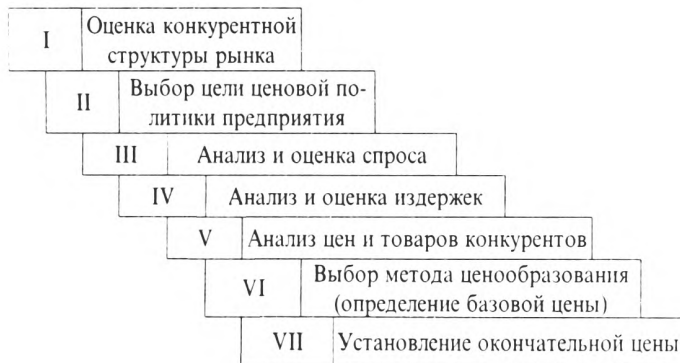 I
Оценка конкурентной
структуры рынка
II
Выбор цели ценовой по-
литики предприятия
III Анализ и оценка спроса
IV Анализ и оценка издержек
V Анализ цен и товаров конкурентов
VI
Выбор метода ценообразования
(определение базовой цены)
VII Установление окончательной цены